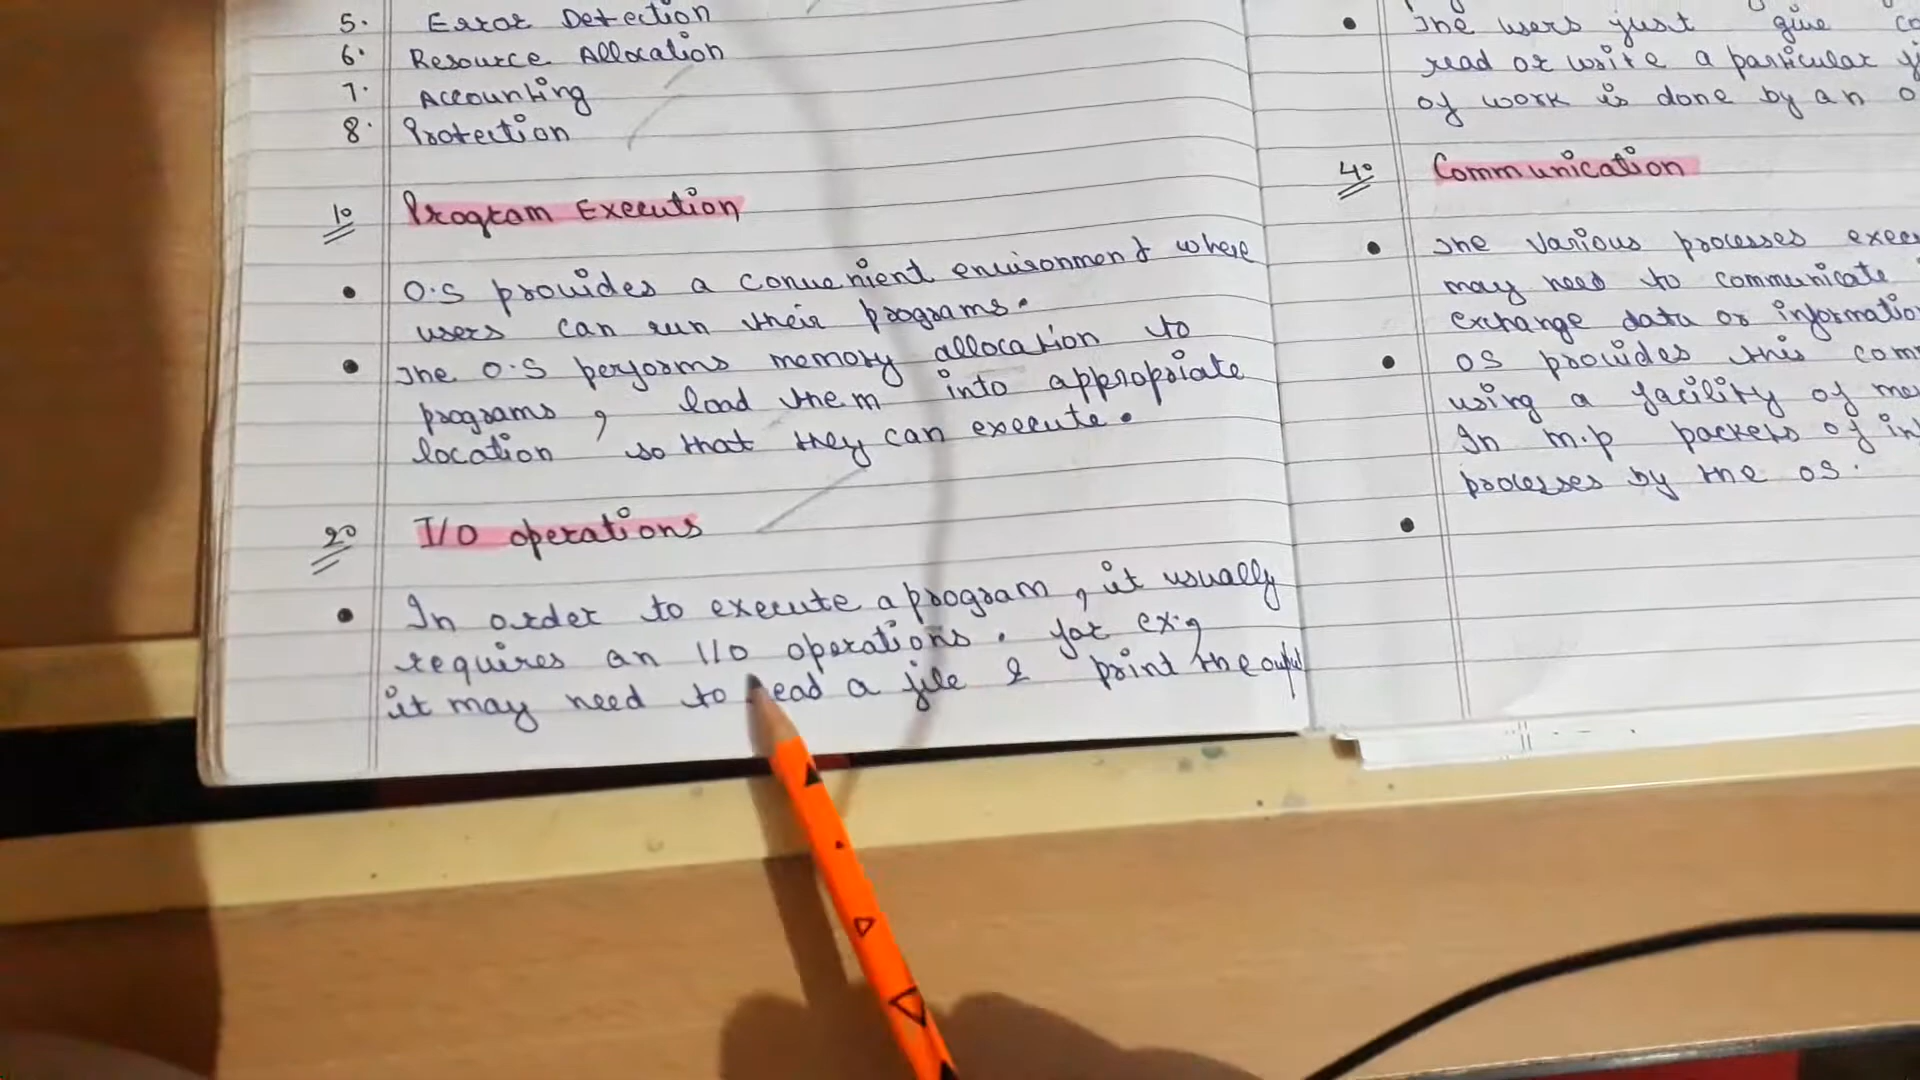 5. Error Detection
6. Resource Allocation
7. Accounting
8. Protection
1. Program Execution
• O.S provides a convenient environment where
users can run their programs.
• The O.S performs memory allocation to
programs, load them into appropriate
location, so that they can execute.
2. I/O operations
• In order to execute a program, it usually
requires an I/O operations. for ex,
it may need to read a file & print the output
• The users just give
read or write a particular
of work is done by an
4. Communication
• The various processes
may need to communicate
exchange data or
• OS provides this
using a facility of
In m.p packets of
processes by the OS.
•